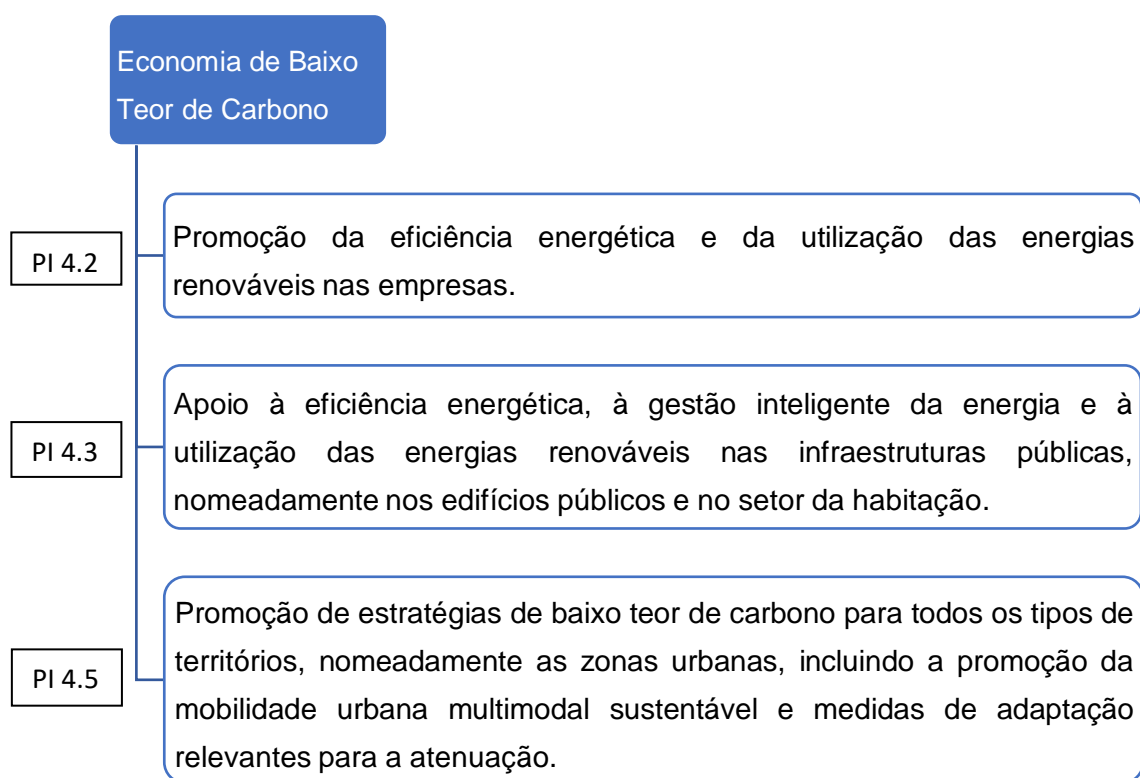 Economia de Baixo
Teor de Carbono
PI 4.2
Promoção da eficiência energética e da utilização das energias
renováveis nas empresas.
PI 4.3
Apoio à eficiência energética, à gestão inteligente da energia e à
utilização das energias renováveis nas infraestruturas públicas,
nomeadamente nos edifícios públicos e no setor da habitação.
PI 4.5
Promoção de estratégias de baixo teor de carbono para todos os tipos de
territórios, nomeadamente as zonas urbanas, incluindo a promoção da
mobilidade urbana multimodal sustentável e medidas de adaptação
relevantes para a atenuação.